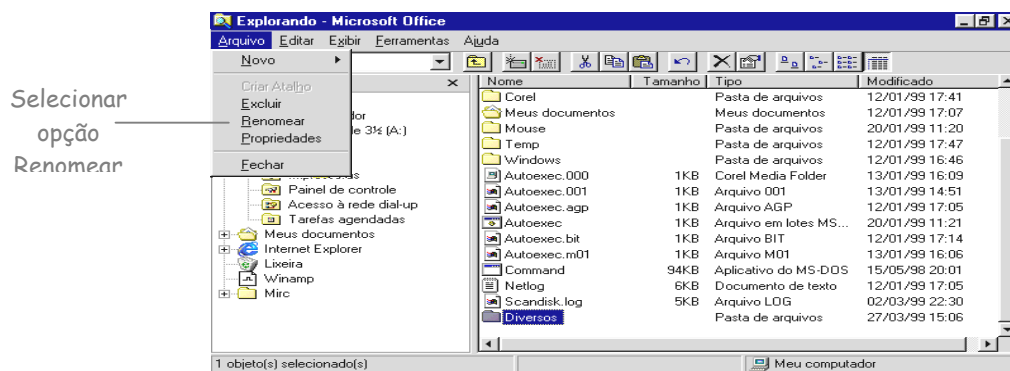 Explorando - Microsoft Office
Arquivo Editar Exibir Ferramentas Ajuda
Novo
Criar Atalho
Excluir
Renomear
Propriedades
Fechar
Selecionar
opção
Renomear
dor
e 3½ (A:)
Painel de controle
Acesso à rede dial-up
Tarefas agendadas
Meus documentos
Internet Explorer
Lixeira
Winamp
Mirc
Nome Tamanho Tipo Modificado
Corel Pasta de arquivos 12/01/99 17:41
Meus documentos Meus documentos 12/01/99 17:07
Mouse Pasta de arquivos 20/01/99 11:20
Temp Pasta de arquivos 12/01/99 17:47
Windows Pasta de arquivos 12/01/99 16:46
Autoexec.000 1KB Corel Media Folder 13/01/99 16:09
Autoexec.001 1KB Arquivo 001 13/01/99 14:51
Autoexec.agp 1KB Arquivo AGP 12/01/99 17:05
Autoexec 1KB Arquivo em lotes MS... 20/01/99 11:21
Autoexec.bit 1KB Arquivo BIT 12/01/99 17:14
Autoexec.m01 1KB Arquivo M01 13/01/99 16:06
Command 94KB Aplicativo do MS-DOS 15/05/98 20:01
Netlog 6KB Documento de texto 12/01/99 17:05
Scandisk.log 5KB Arquivo LOG 02/03/99 22:30
Diversos Pasta de arquivos 27/03/99 15:06
1 objeto(s) selecionado(s) Meu computador